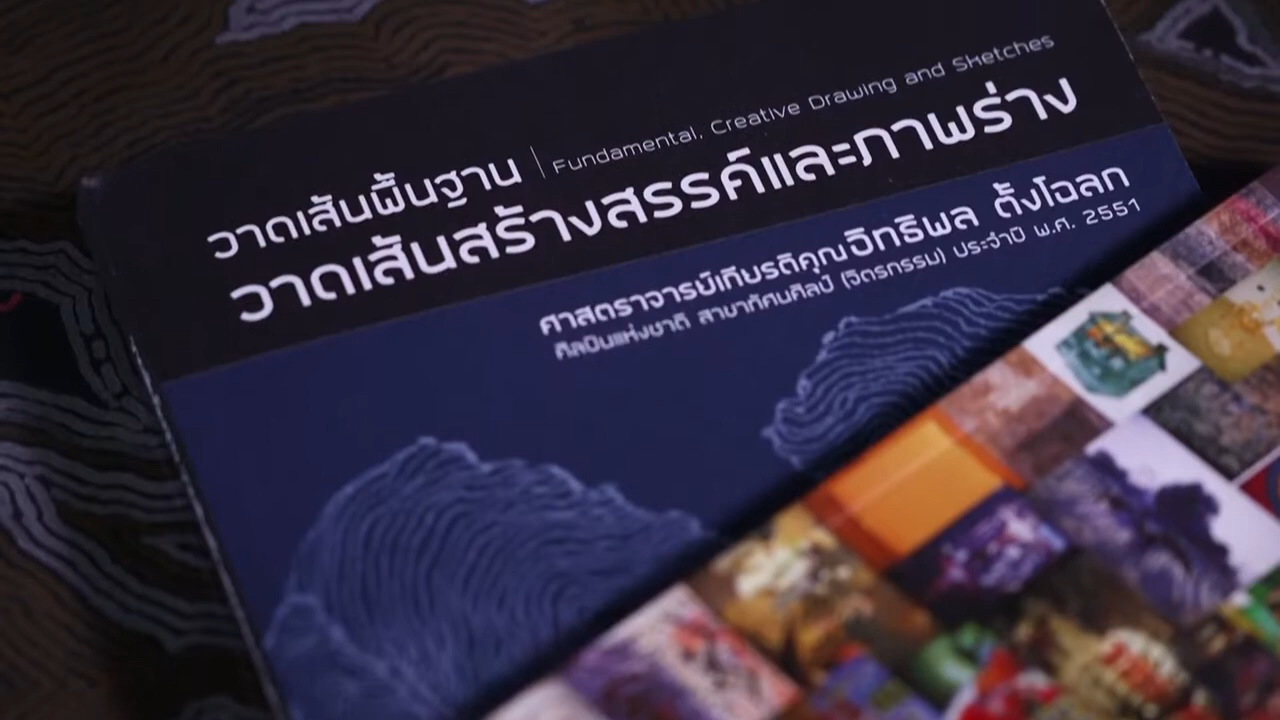 วาดเส้นพื้นฐาน | Fundamental, Creative Drawing and Sketches
วาดเส้นสร้างสรรค์และภาพร่าง
ศาสตราจารย์เกียรติคุณอิทธิพล ตั้งโฉลก
ศิลปินแห่งชาติ สาขาทัศนศิลป์ (จิตรกรรม) ประจำปี พ.ศ. 2551